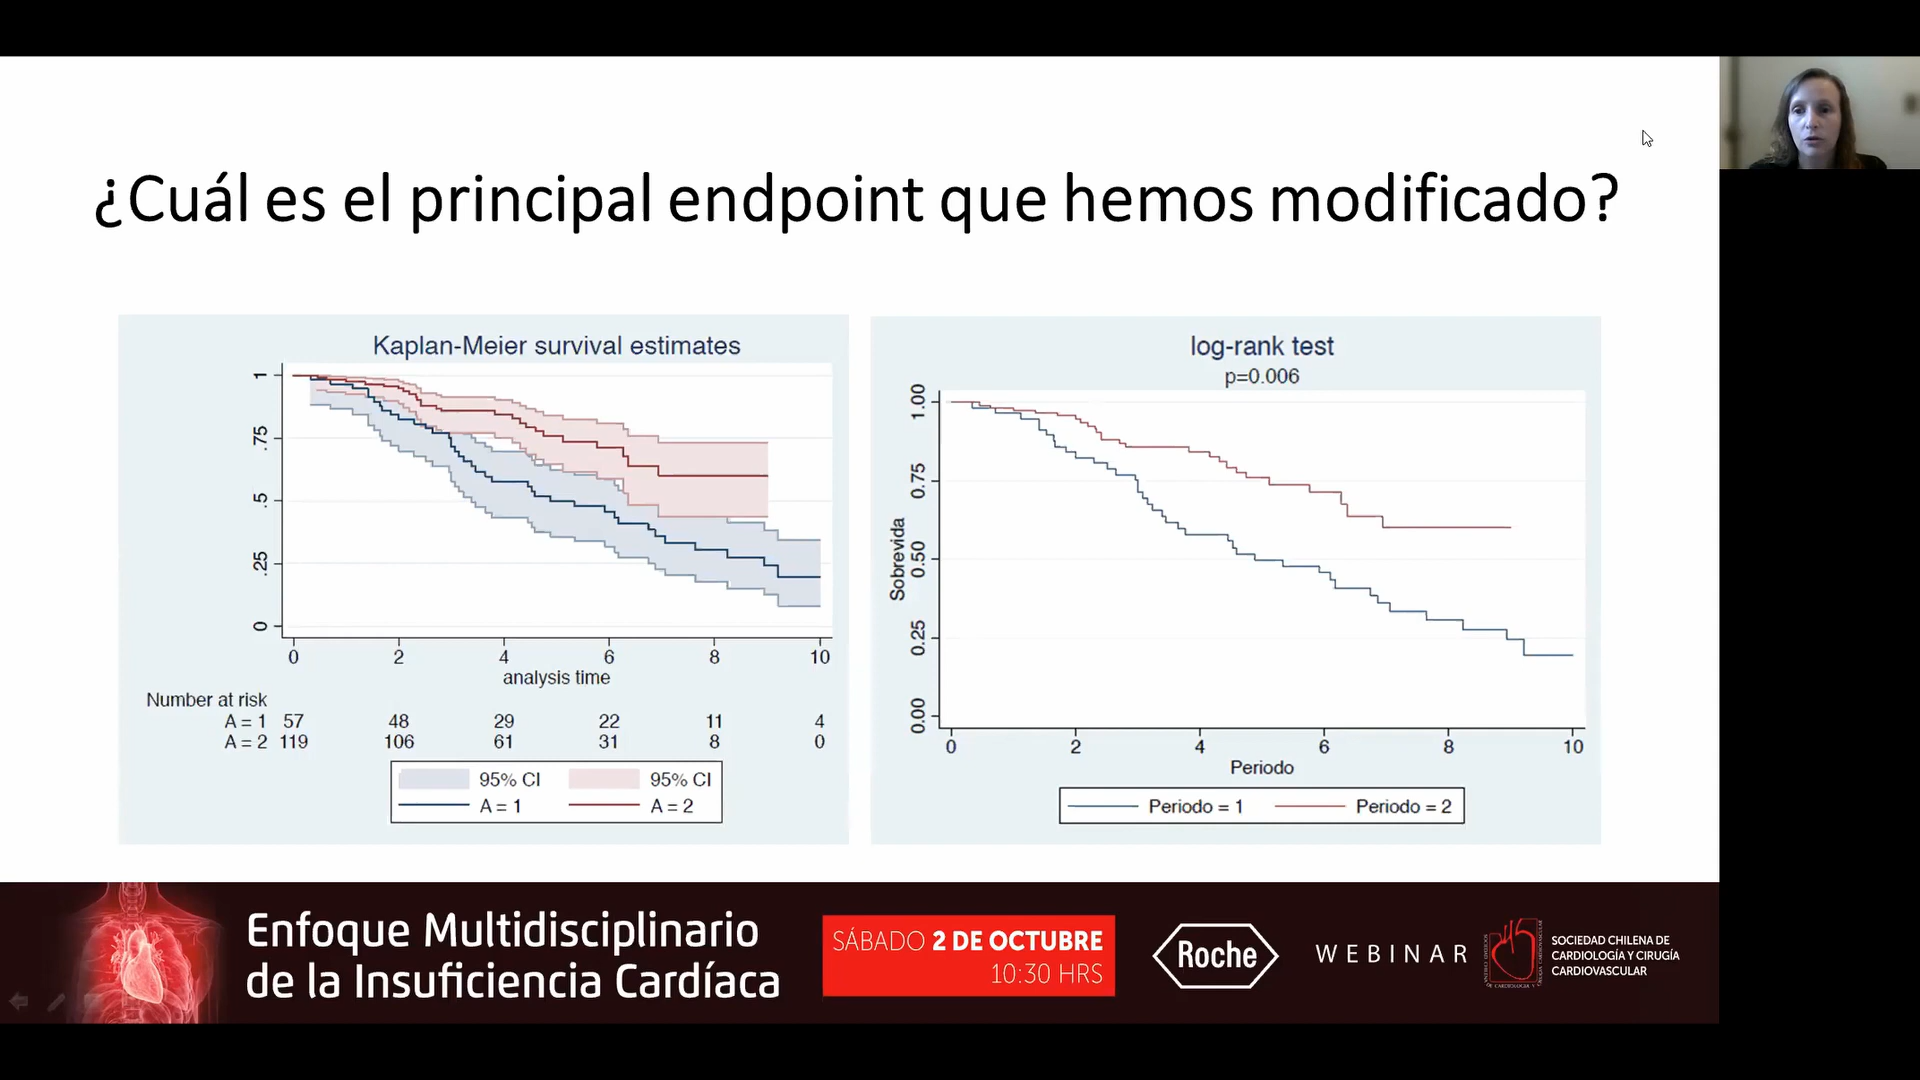 ¿Cuál es el principal endpoint que hemos modificado?
Kaplan-Meier survival estimates
1
.75
.5
.25
0
0 2 4 6 8 10
analysis time
Number at risk
A = 1 57 48 29 22 11 4
A = 2 119 106 61 31 8 0
95% CI 95% CI
A = 1 A = 2
log-rank test
p=0.006
Sobrevida
1.00
0.75
0.50
0.25
0.00
0 2 4 6 8 10
Periodo
Periodo = 1 Periodo = 2
Enfoque Multidisciplinario
de la Insuficiencia Cardíaca
SÁBADO 2 DE OCTUBRE
10:30 HRS
Roche
WEBINAR
SOCIEDAD CHILENA DE
CARDIOLOGÍA Y CIRUGÍA
CARDIOVASCULAR